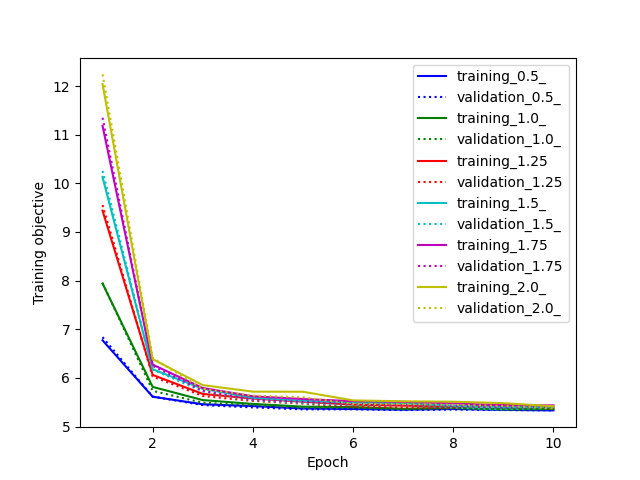 12
11
10
9
8
7
6
5
Training objective
2
4
6
8
10
Epoch
training_0.5_
validation_0.5_
training_1.0_
validation_1.0_
training_1.25
validation_1.25
training_1.5_
validation_1.5_
training_1.75
validation_1.75
training_2.0_
validation_2.0_